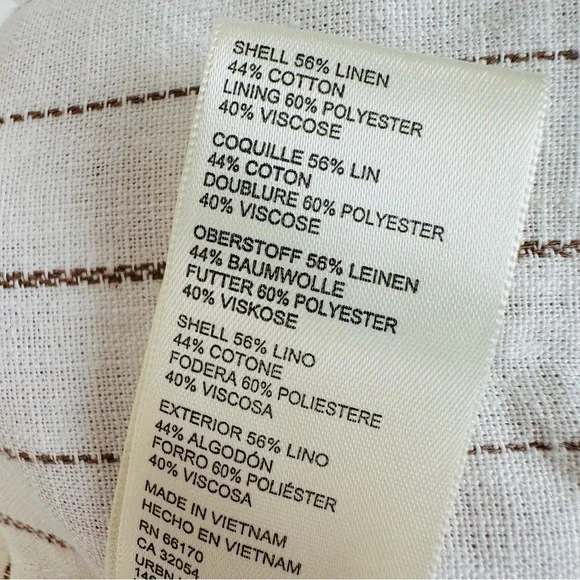 SHELL 56% LINEN
44% COTTON
LINING 60% POLYESTER
40% VISCOSE
COQUILLE 56% LIN
44% COTON
DOUBLURE 60% POLYESTER
40% VISCOSE
OBERSTOFF 56% LEINEN
44% BAUMWOLLE
FUTTER 60% POLYESTER
40% VISKOSE
SHELL 56% LINO
44% COTONE
FODERA 60% POLIESTERE
40% VISCOSA
EXTERIOR 56% LINO
44% ALGODÓN
FORRO 60% POLIÉSTER
40% VISCOSA
MADE IN VIETNAM
HECHO EN VIETNAM
RN 66170
CA 32054
URBN